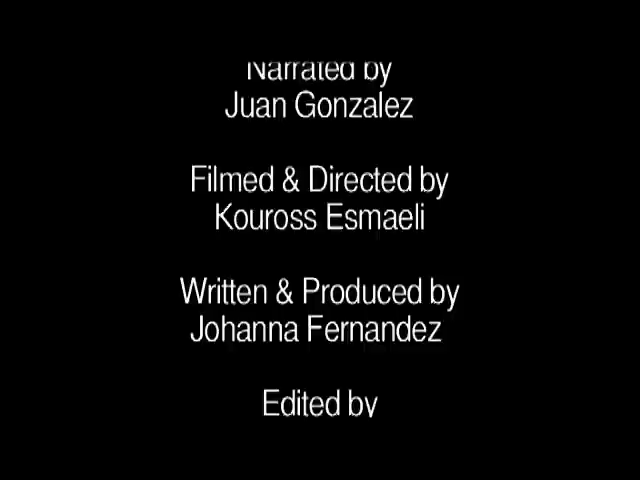 Narrated by
Juan Gonzalez
Filmed & Directed by
Kouross Esmaeli
Written & Produced by
Johanna Fernandez
Edited by